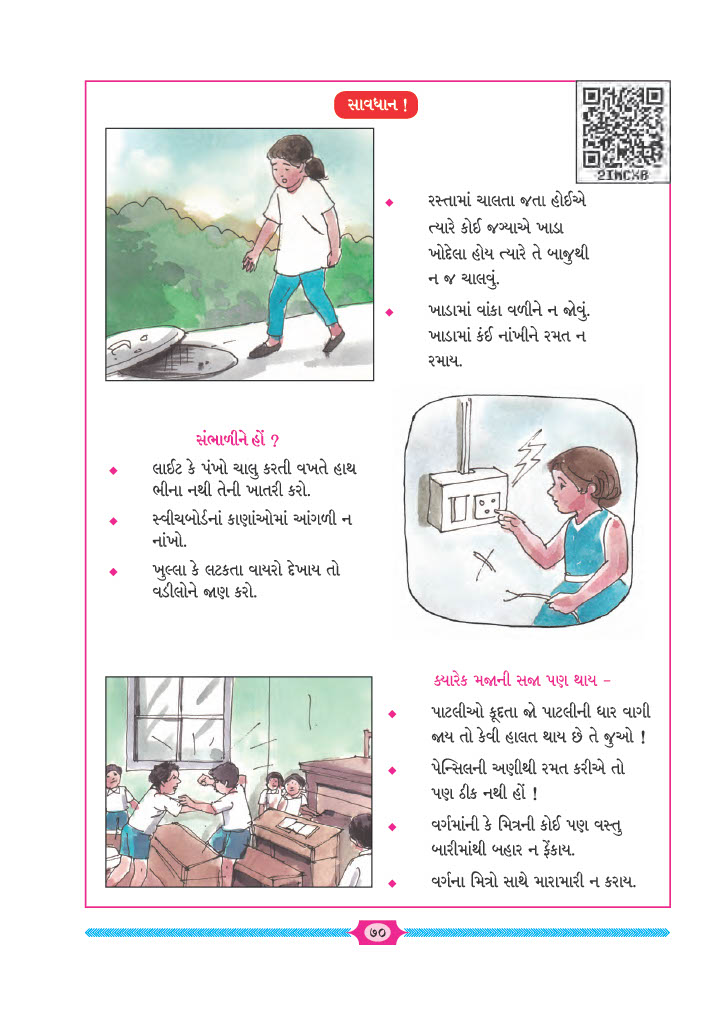 સાવધાન !
2IMCXB
રસ્તામાં ચાલતા જતા હોઈએ
ત્યારે કોઈ જગ્યાએ ખાડા
ખોદેલા હોય ત્યારે તે બાજુથી
ન જ ચાલવું.
ખાડામાં વાંકા વળીને ન જોવું.
ખાડામાં કંઈ નાંખીને રમત ન
રમાય.
સંભાળીને હોં ?
લાઈટ કે પંખો ચાલુ કરતી વખતે હાથ
ભીના નથી તેની ખાતરી કરો.
સ્વીચબોર્ડનાં કાણાંઓમાં આંગળી ન
નાંખો.
ખુલ્લા કે લટકતા વાયરો દેખાય તો
વડીલોને જાણ કરો.
ક્યારેક મજાની સજા પણ થાય –
પાટલીઓ કૂદતા જો પાટલીની ધાર વાગી
જાય તો કેવી હાલત થાય છે તે જુઓ !
પેન્સિલની અણીથી રમત કરીએ તો
પણ ઠીક નથી હોં !
વર્ગમાંની કે મિત્રની કોઈ પણ વસ્તુ
બારીમાંથી બહાર ન ફેંકાય.
વર્ગના મિત્રો સાથે મારામારી ન કરાય.
૭૦